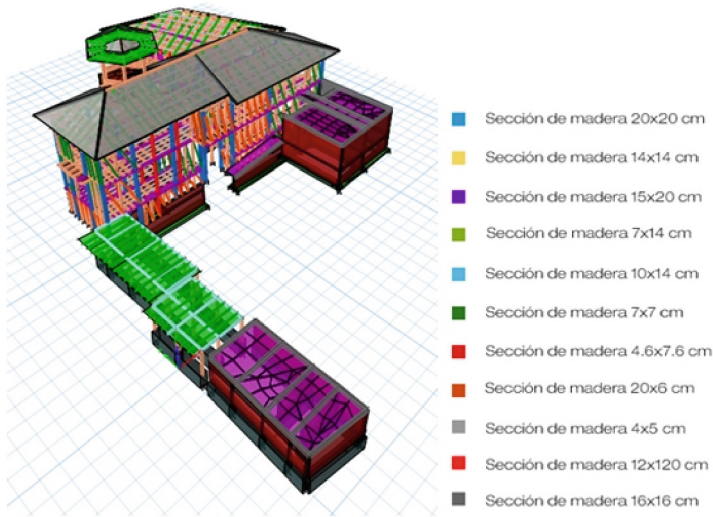 Sección de madera 20x20 cm
Sección de madera 14x14 cm
Sección de madera 15x20 cm
Sección de madera 7x14 cm
Sección de madera 10x14 cm
Sección de madera 7x7 cm
Sección de madera 4.6x7.6 cm
Sección de madera 20x6 cm
Sección de madera 4x5 cm
Sección de madera 12x120 cm
Sección de madera 16x16 cm